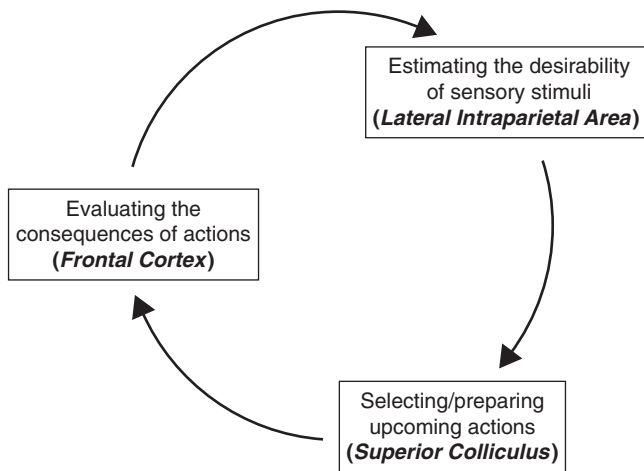 Estimating the desirability
of sensory stimuli
(Lateral Intraparietal Area)
Evaluating the
consequences of actions
(Frontal Cortex)
Selecting/preparing
upcoming actions
(Superior Colliculus)